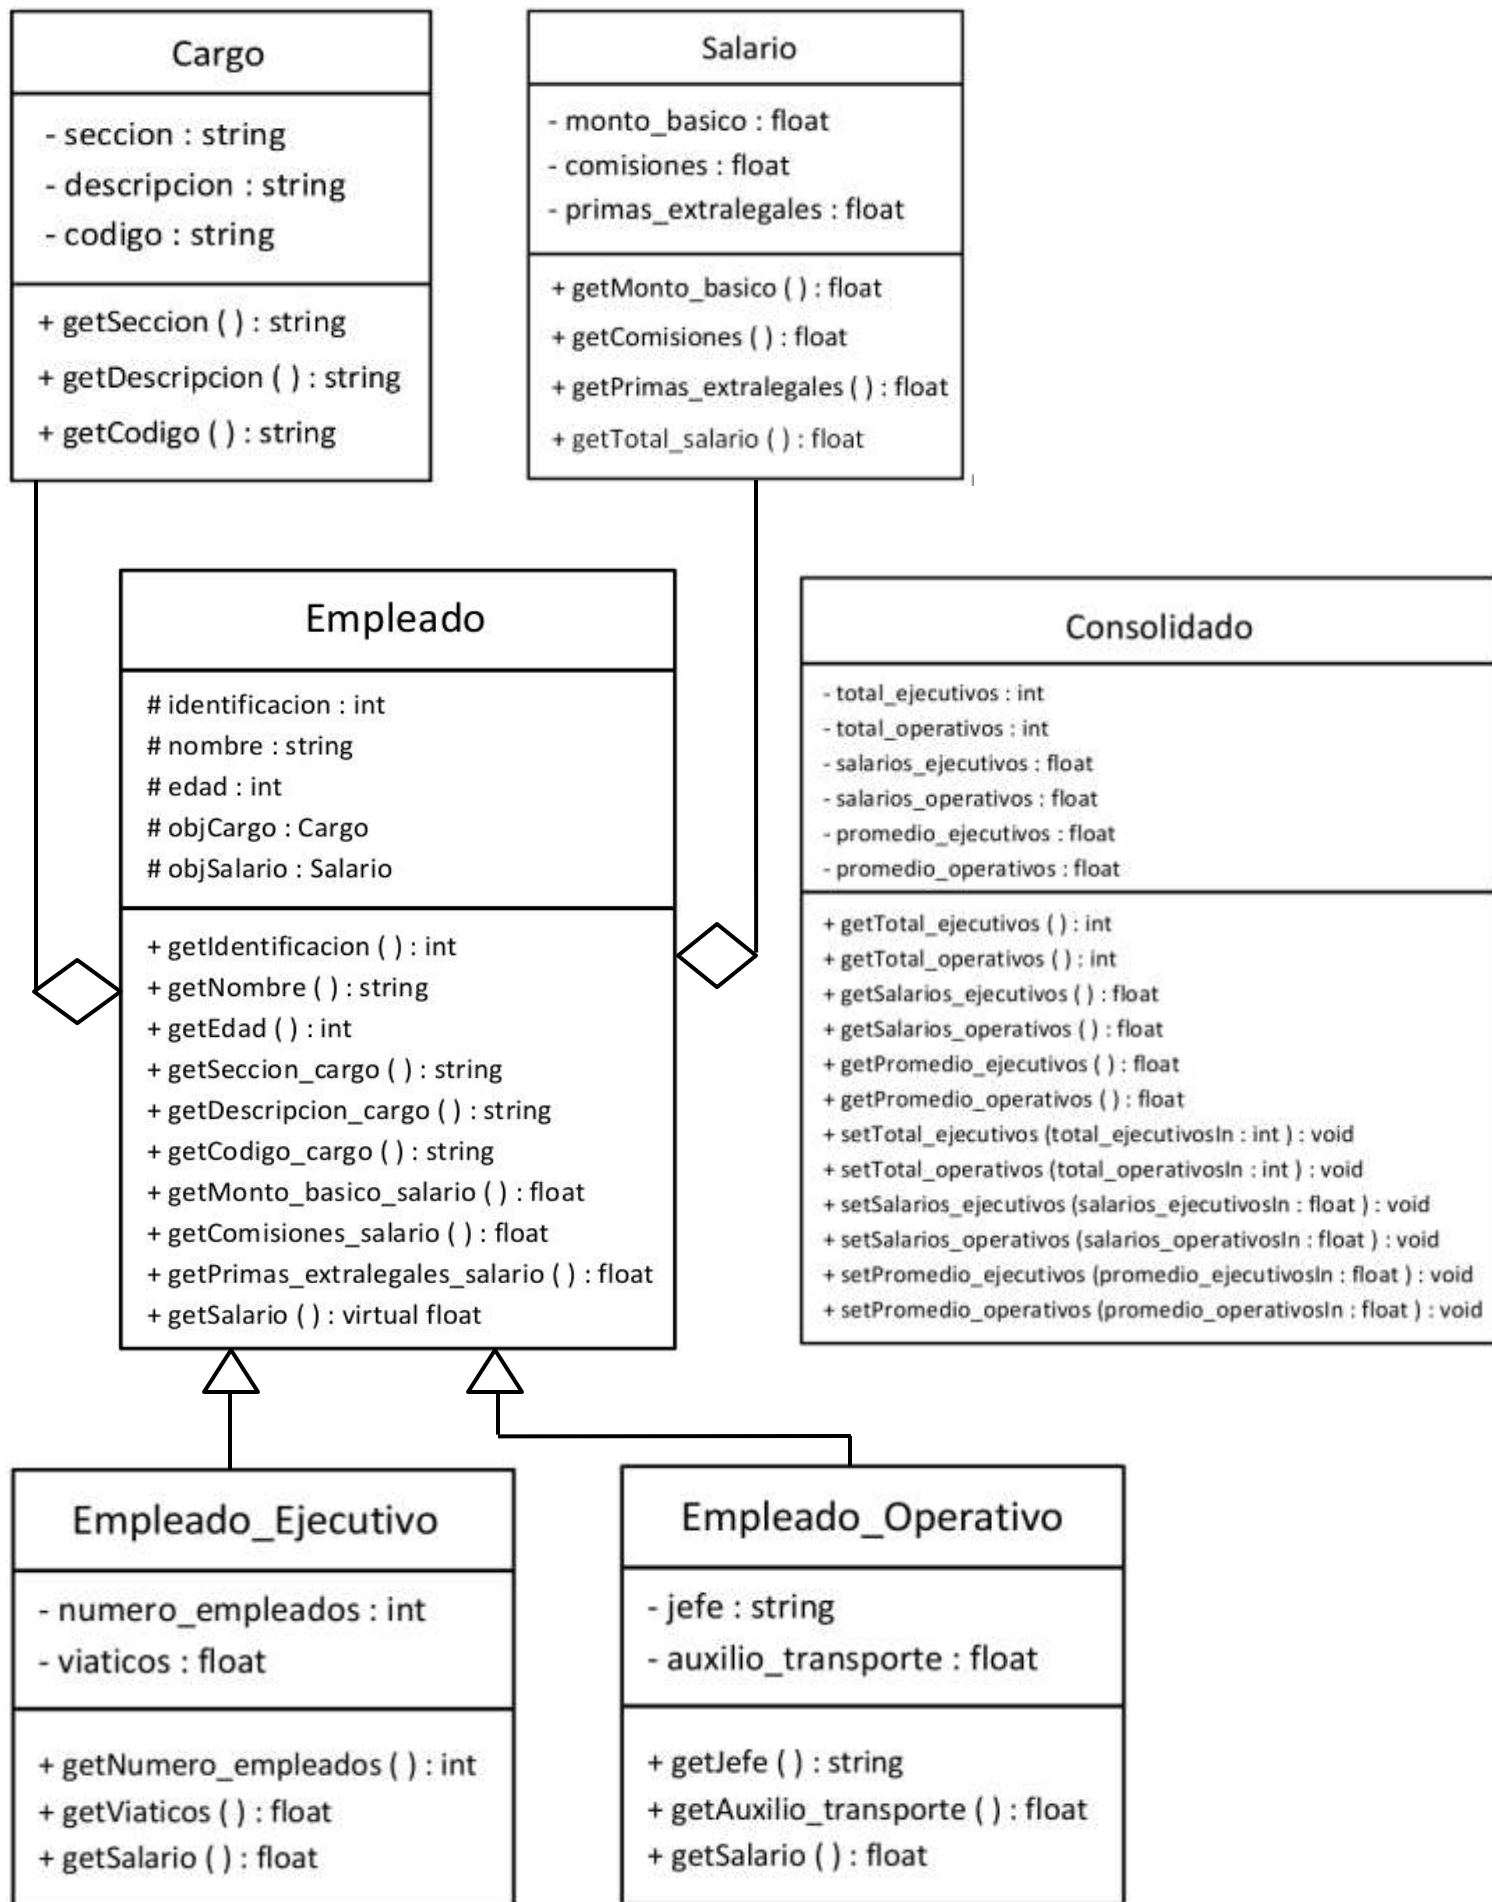 Cargo
- seccion : string
- descripcion : string
- codigo : string
+ getSeccion ( ) : string
+ getDescripcion ( ) : string
+ getCodigo ( ) : string
Salario
- monto_basico : float
- comisiones : float
- primas_extralegales : float
+ getMonto_basico ( ) : float
+ getComisiones ( ) : float
+ getPrimas_extralegales ( ) : float
+ getTotal_salario ( ) : float
Empleado
# identificacion : int
# nombre : string
# edad : int
# objCargo : Cargo
# objSalario : Salario
+ getIdentificacion ( ) : int
+ getNombre ( ) : string
+ getEdad ( ) : int
+ getSeccion_cargo ( ) : string
+ getDescripcion_cargo ( ) : string
+ getCodigo_cargo ( ) : string
+ getMonto_basico_salario ( ) : float
+ getComisiones_salario ( ) : float
+ getPrimas_extralegales_salario ( ) : float
+ getSalario ( ) : virtual float
Consolidado
- total_ejecutivos : int
- total_operativos : int
- salarios_ejecutivos : float
- salarios_operativos : float
- promedio_ejecutivos : float
- promedio_operativos : float
+ getTotal_ejecutivos ( ) : int
+ getTotal_operativos ( ) : int
+ getSalarios_ejecutivos ( ) : float
+ getSalarios_operativos ( ) : float
+ getPromedio_ejecutivos ( ) : float
+ getPromedio_operativos ( ) : float
+ setTotal_ejecutivos (total_ejecutivosIn : int ) : void
+ setTotal_operativos (total_operativosIn : int ) : void
+ setSalarios_ejecutivos (salarios_ejecutivosIn : float ) : void
+ setSalarios_operativos (salarios_operativosIn : float ) : void
+ setPromedio_ejecutivos (promedio_ejecutivosIn : float ) : void
+ setPromedio_operativos (promedio_operativosIn : float ) : void
Empleado_Ejecutivo
- numero_empleados : int
- viaticos : float
+ getNumero_empleados ( ) : int
+ getViaticos ( ) : float
+ getSalario ( ) : float
Empleado_Operativo
- jefe : string
- auxilio_transporte : float
+ getJefe ( ) : string
+ getAuxilio_transporte ( ) : float
+ getSalario ( ) : float